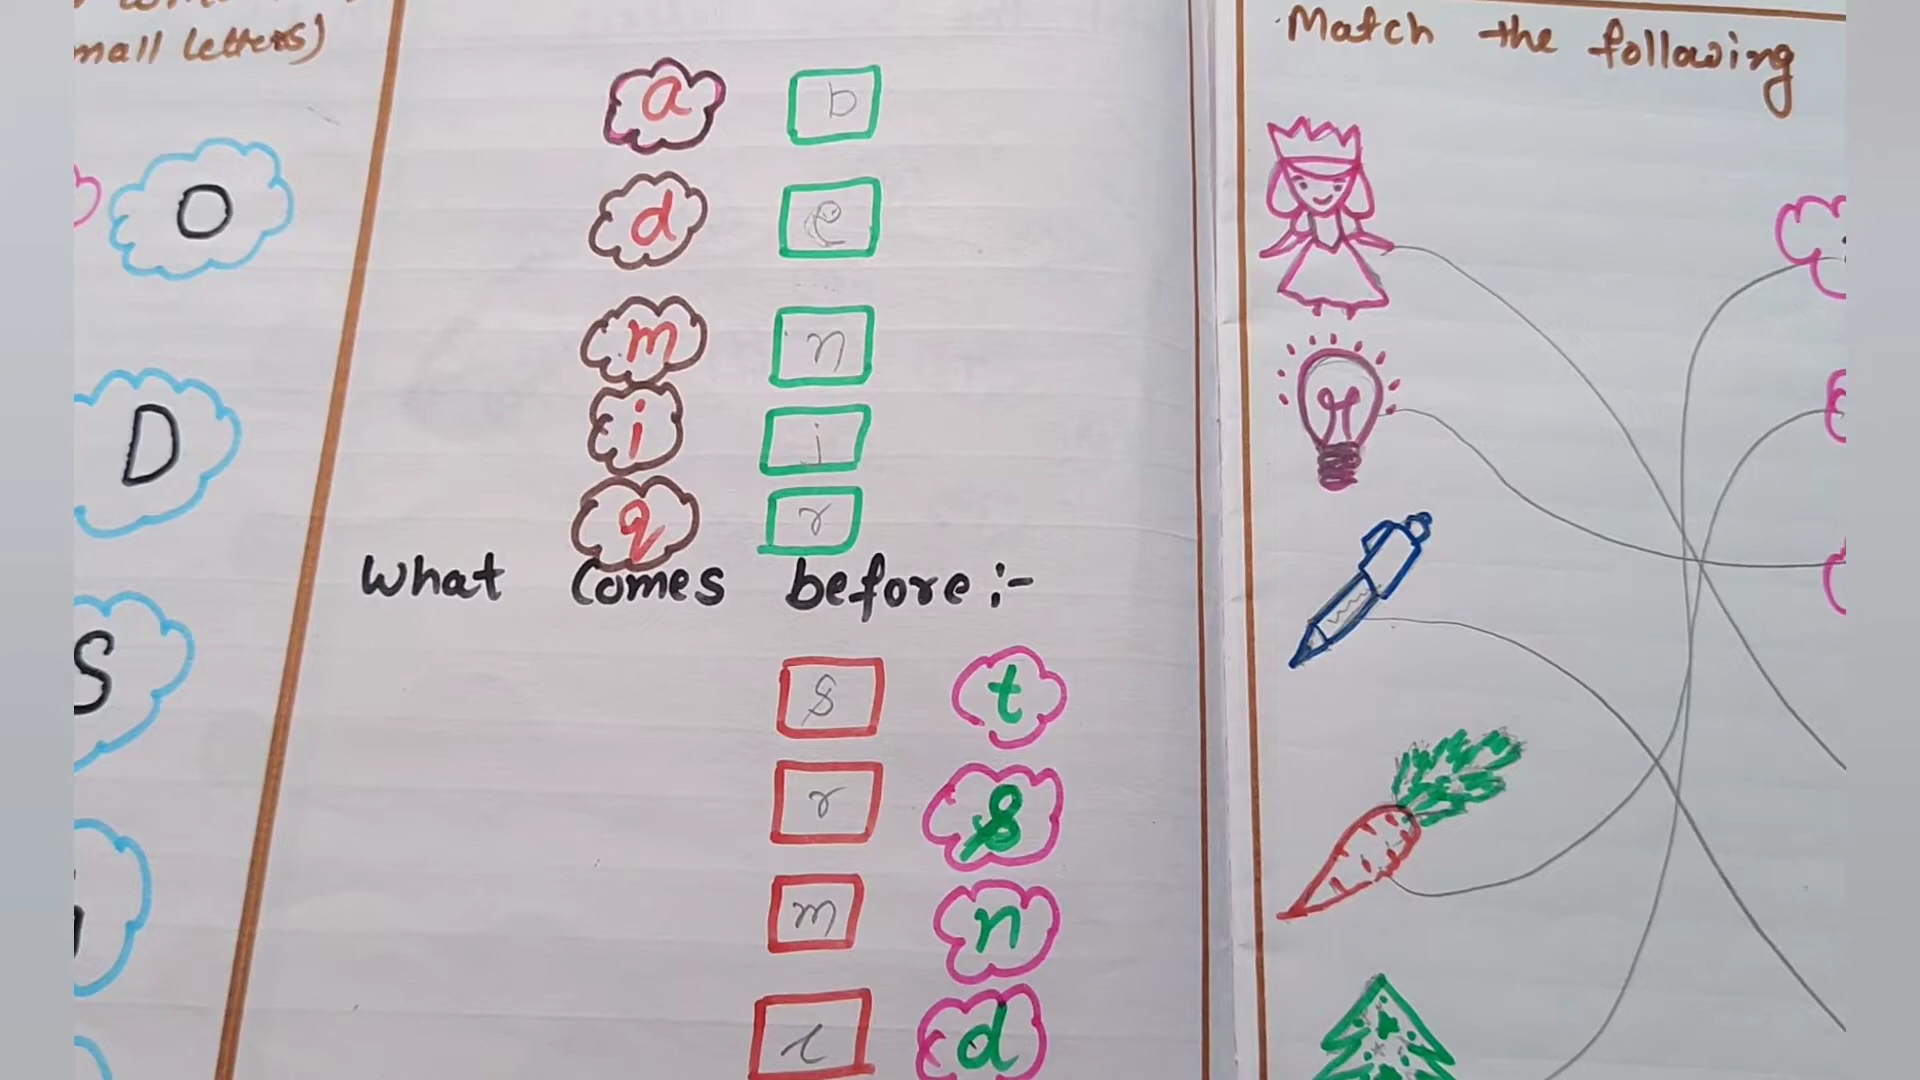 mall letters)
O
D
S
a b
d e
m n
i j
q r
What comes before:-
s t
r s
m n
c d
Match the following